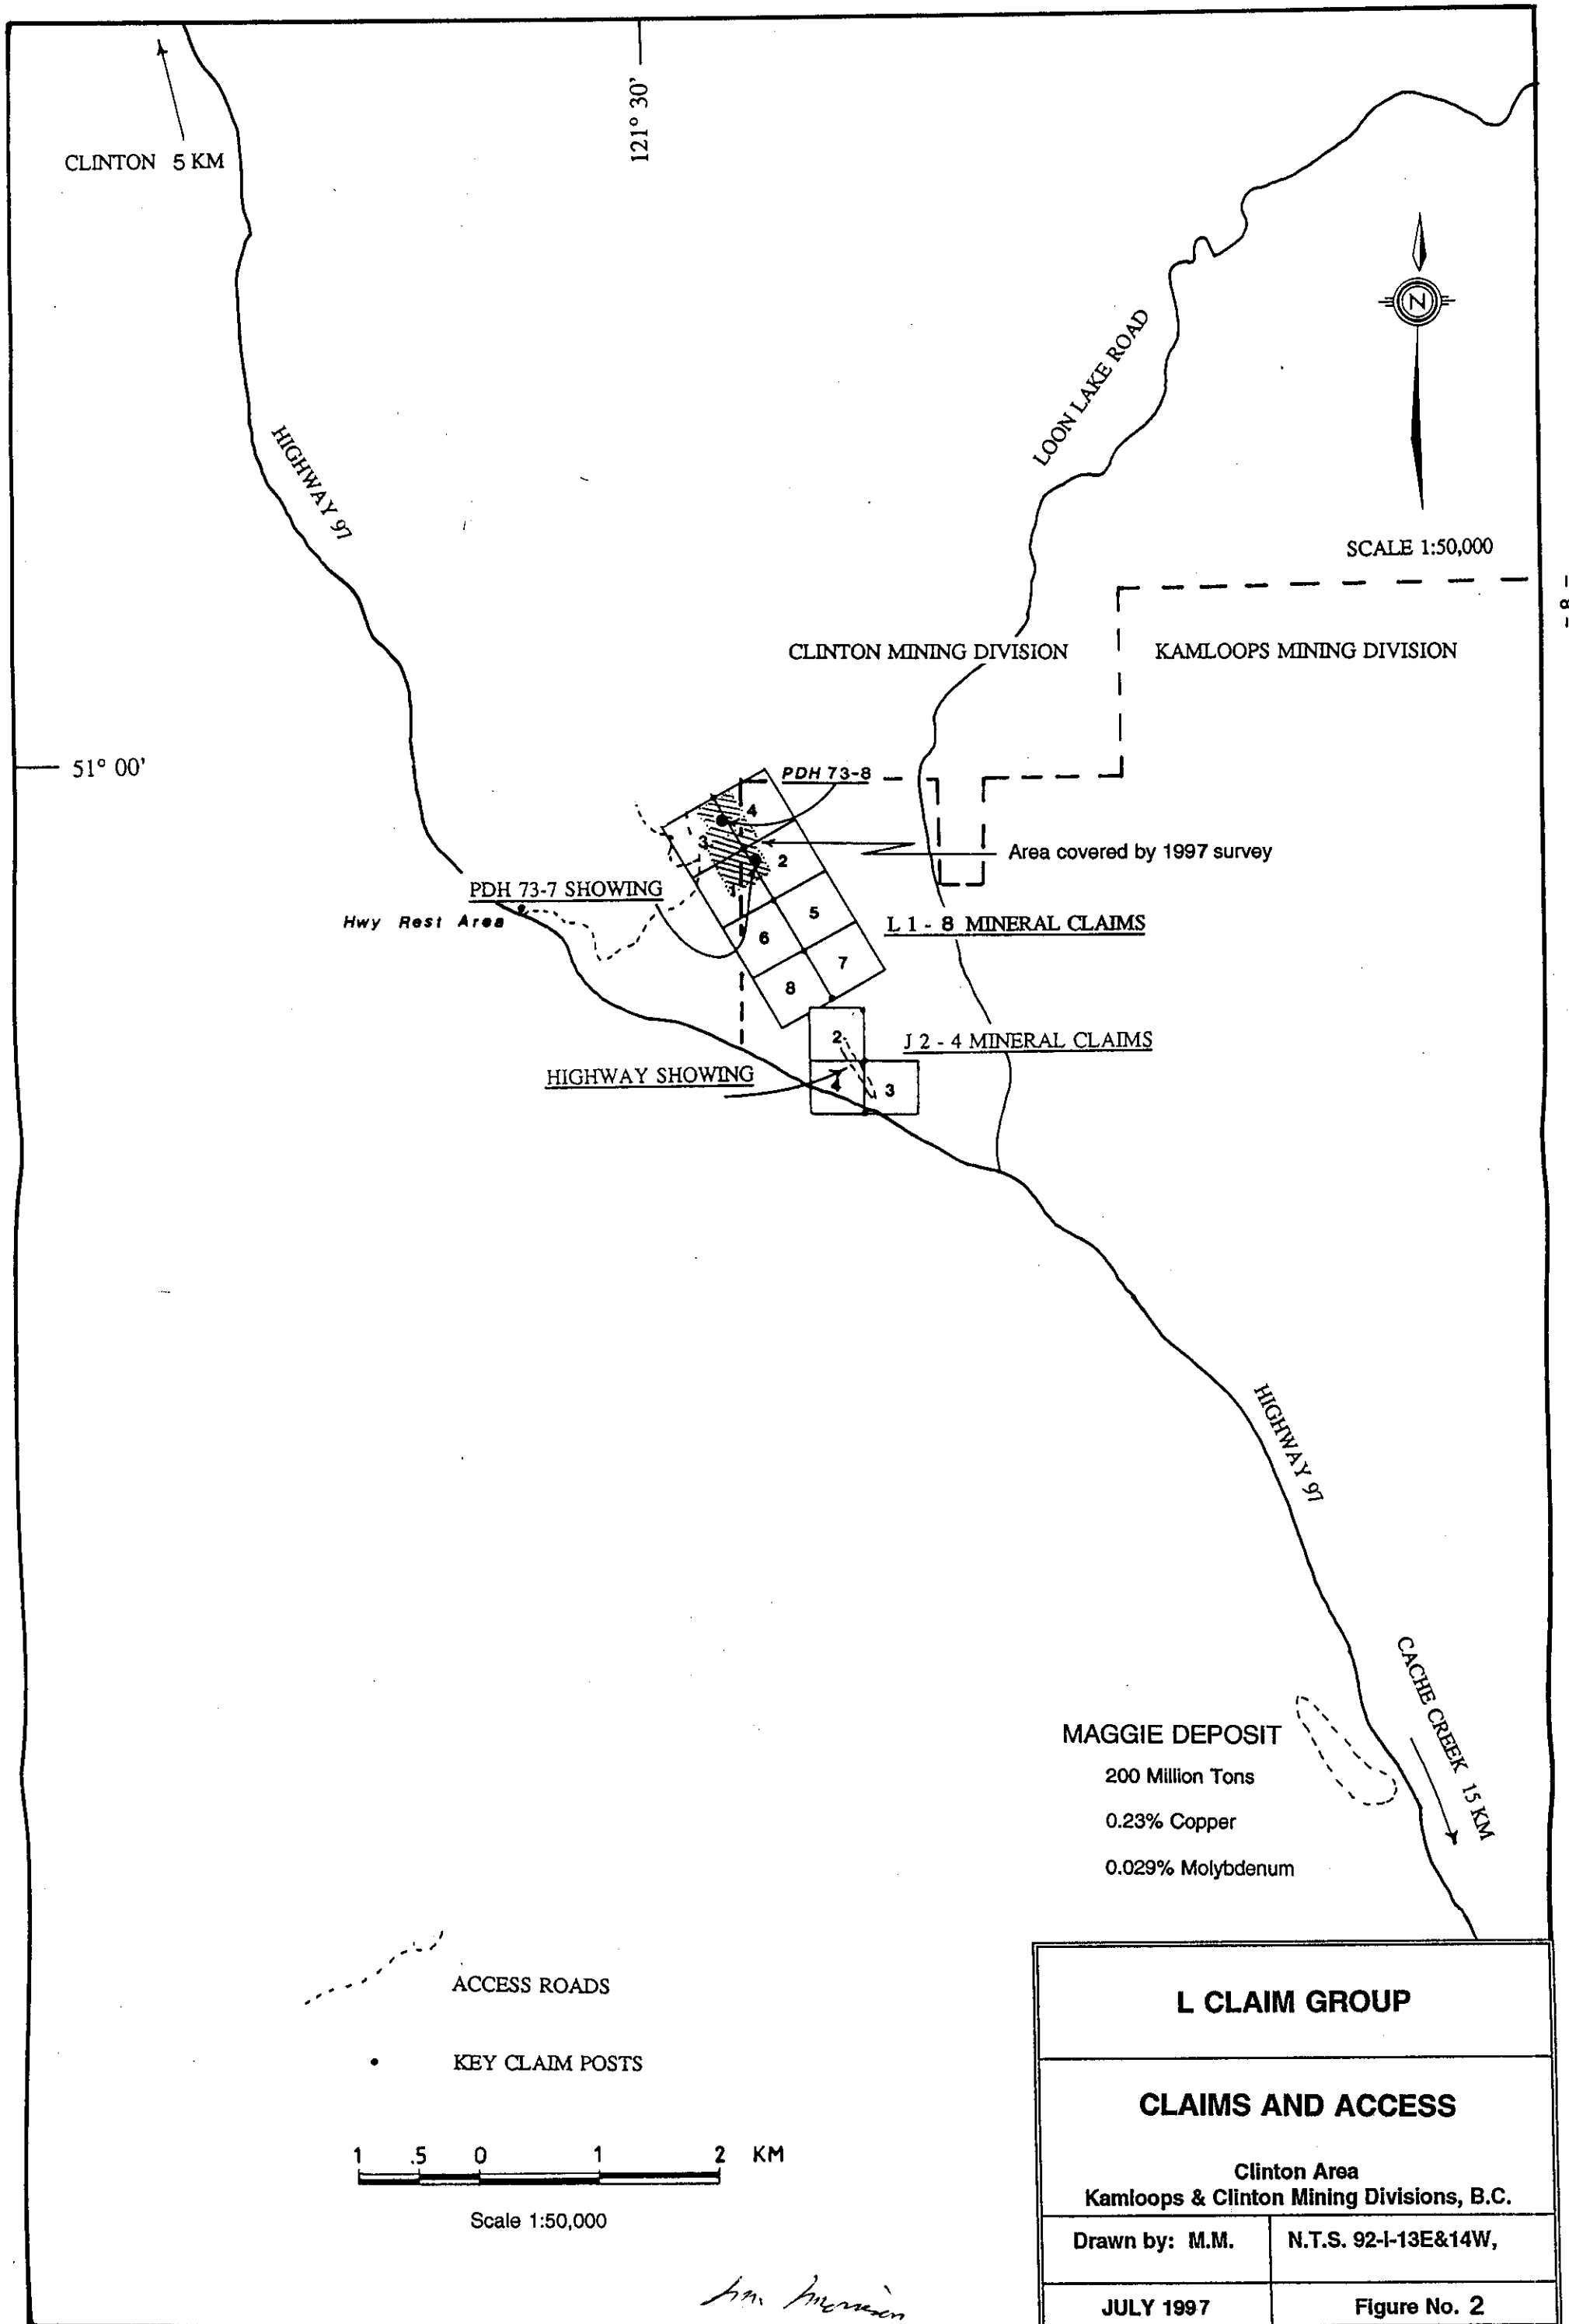 121° 30'
CLINTON 5 KM
N
LOON LAKE ROAD
HIGHWAY 97
SCALE 1:50,000
- 8 -
CLINTON MINING DIVISION
KAMLOOPS MINING DIVISION
51° 00'
PDH 73-8
4
3
2
1
Area covered by 1997 survey
PDH 73-7 SHOWING
Hwy Rest Area
5
6
L 1 - 8 MINERAL CLAIMS
7
8
2
J 2 - 4 MINERAL CLAIMS
HIGHWAY SHOWING
4
3
HIGHWAY 97
CACHE CREEK 15 KM
MAGGIE DEPOSIT
200 Million Tons
0.23% Copper
0.029% Molybdenum
ACCESS ROADS
KEY CLAIM POSTS
1 .5 0 1 2 KM
Scale 1:50,000
L CLAIM GROUP
CLAIMS AND ACCESS
Clinton Area
Kamloops & Clinton Mining Divisions, B.C.
Drawn by: M.M.
N.T.S. 92-I-13E&14W,
JULY 1997
Figure No. 2